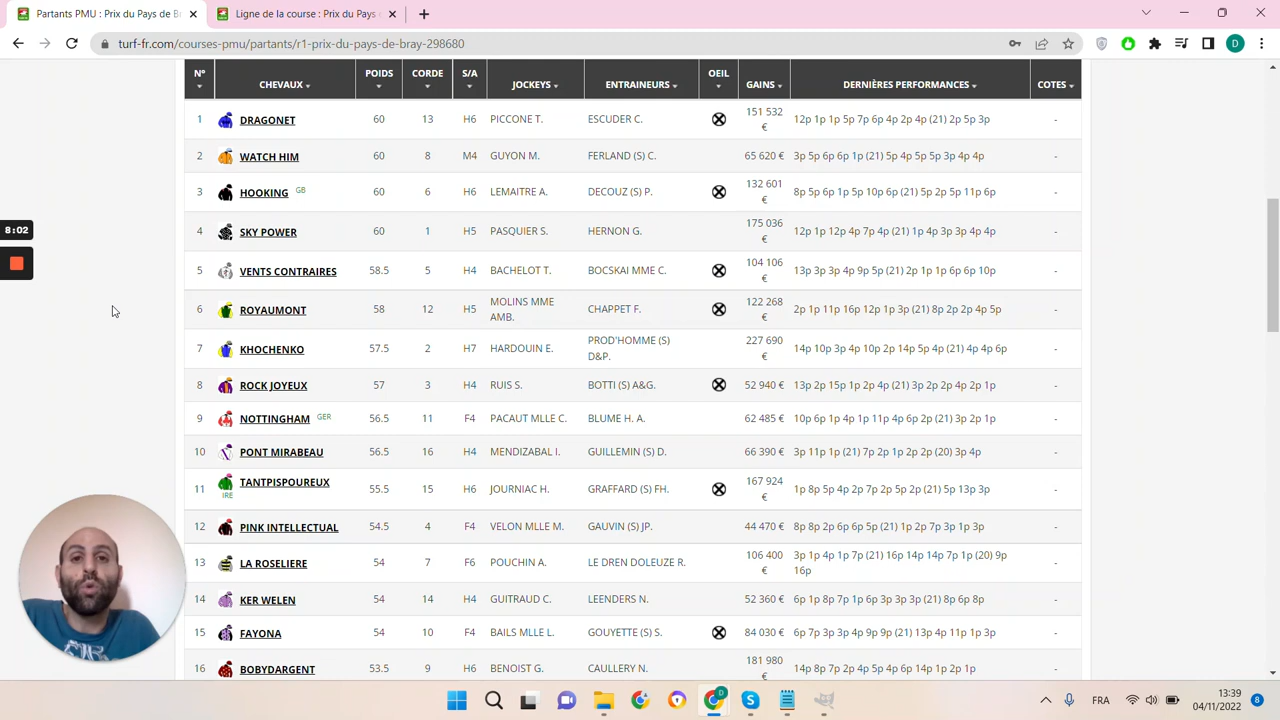 Partants PMU : Prix du Pays de B
Ligne de la course : Prix du Pays
turf-fr.com/courses-pmu/partants/r1-prix-du-pays-de-bray-298680
D
N° CHEVAUX POIDS CORDE S/A JOCKEYS ENTRAINEURS OEIL GAINS DERNIÈRES PERFORMANCES COTES
1 DRAGONET 60 13 H6 PICCONE T. ESCUDER C. 151 532 € 12p 1p 1p 5p 7p 6p 4p 2p 4p (21) 2p 5p 3p -
2 WATCH HIM 60 8 M4 GUYON M. FERLAND (S) C. 65 620 € 3p 5p 6p 6p 1p (21) 5p 4p 5p 5p 3p 4p 4p -
3 HOOKING GB 60 6 H6 LEMAITRE A. DECOUZ (S) P. 132 601 € 8p 5p 6p 1p 5p 10p 6p (21) 5p 2p 5p 11p 6p -
4 SKY POWER 60 1 H5 PASQUIER S. HERNON G. 175 036 € 12p 1p 12p 4p 7p 4p (21) 1p 4p 3p 3p 4p 4p -
5 VENTS CONTRAIRES 58.5 5 H4 BACHELOT T. BOCSKAI MME C. 104 106 € 13p 3p 3p 4p 9p 5p (21) 2p 1p 1p 6p 6p 10p -
6 ROYAUMONT 58 12 H5 MOLINS MME AMB. CHAPPET F. 122 268 € 2p 1p 11p 16p 12p 1p 3p (21) 8p 2p 2p 4p 5p -
7 KHOCHENKO 57.5 2 H7 HARDOUIN E. PROD'HOMME (S) D&P. 227 690 € 14p 10p 3p 4p 10p 2p 14p 5p 4p (21) 4p 4p 6p -
8 ROCK JOYEUX 57 3 H4 RUIS S. BOTTI (S) A&G. 52 940 € 13p 2p 15p 1p 2p 4p (21) 3p 2p 2p 4p 2p 1p -
9 NOTTINGHAM GER 56.5 11 F4 PACAUT MLLE C. BLUME H. A. 62 485 € 10p 6p 1p 4p 1p 11p 4p 6p 2p (21) 3p 2p 1p -
10 PONT MIRABEAU 56.5 16 H4 MENDIZABAL I. GUILLEMIN (S) D. 66 390 € 3p 11p 1p (21) 7p 2p 1p 2p 2p (20) 3p 4p -
11 TANTPISPOUREUX IRE 55.5 15 H6 JOURNIAC H. GRAFFARD (S) FH. 167 924 € 1p 8p 5p 4p 2p 7p 2p 5p 2p (21) 5p 13p 3p -
12 PINK INTELLECTUAL 54.5 4 F4 VELON MLLE M. GAUVIN (S) JP. 44 470 € 8p 8p 2p 6p 6p 5p (21) 1p 2p 7p 3p 1p 3p -
13 LA ROSELIERE 54 7 F6 POUCHIN A. LE DREN DOLEUZE R. 106 400 € 3p 1p 4p 1p 7p (21) 16p 14p 14p 7p 1p (20) 9p 16p -
14 KER WELEN 54 14 H4 GUITRAUD C. LEENDERS N. 52 360 € 6p 1p 8p 7p 1p 6p 3p 3p 3p (21) 8p 6p 8p -
15 FAYONA 54 10 F4 BAILS MLLE L. GOUYETTE (S) S. 84 030 € 6p 7p 3p 3p 4p 9p 9p (21) 13p 4p 11p 1p 3p -
16 BOBYDARGENT 53.5 9 H6 BENOIST G. CAULLERY N. 181 980 € 14p 8p 7p 2p 4p 5p 4p 6p 14p 1p 2p 1p -
8:02
FRA
13:39
04/11/2022
8